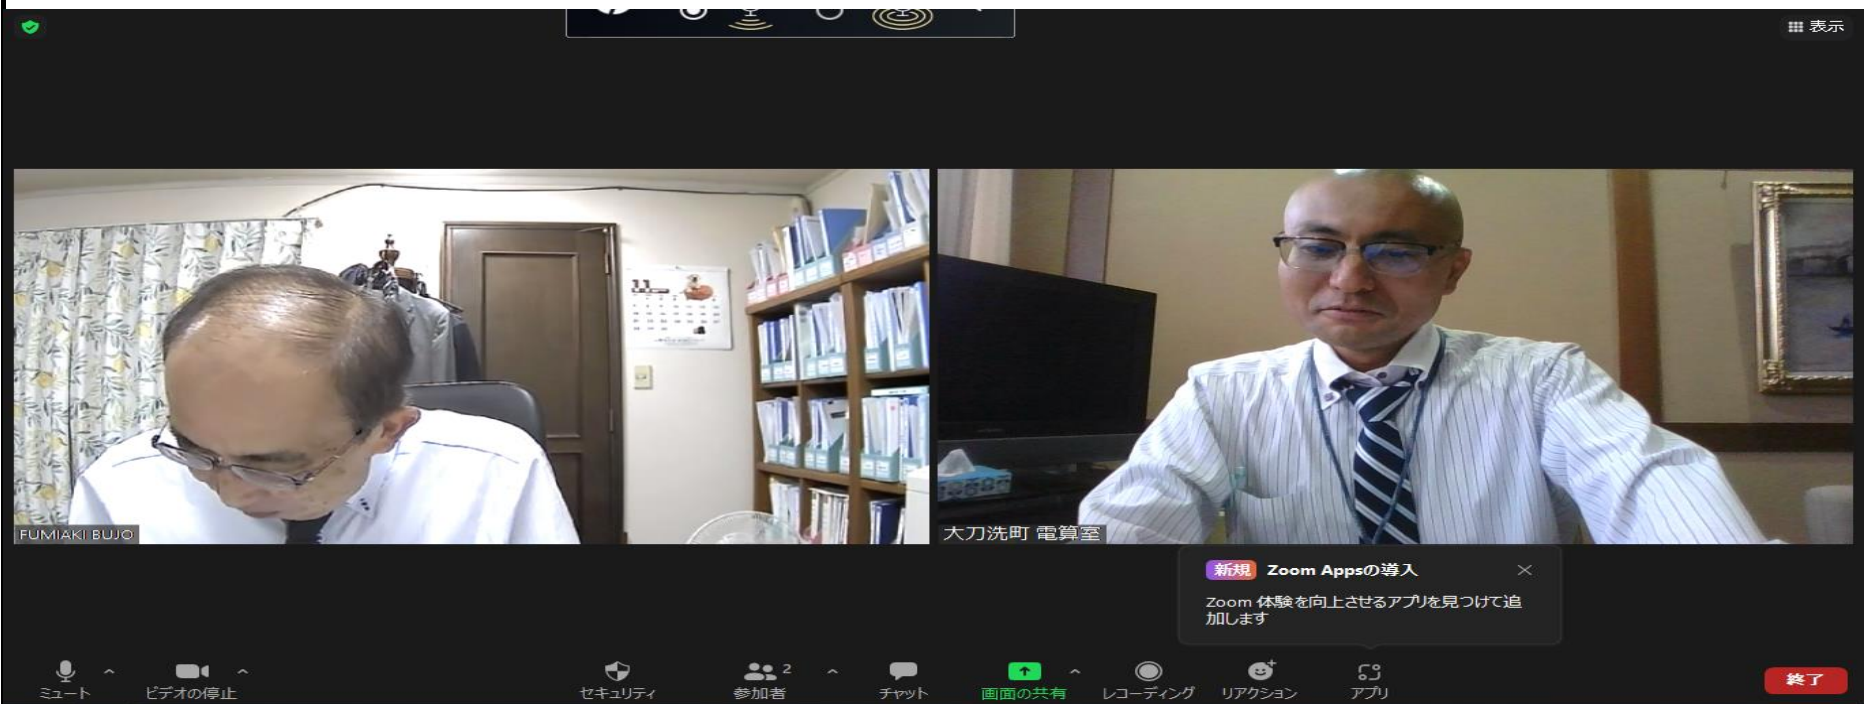 表示
11
FUMIAKI BUJO
大刀洗町 電算室
新規 Zoom Appsの導入
Zoom 体験を向上させるアプリを見つけて追
加します
ミュート
ビデオの停止
セキュリティ
2
参加者
チャット
画面の共有
レコーディング
リアクション
アプリ
終了